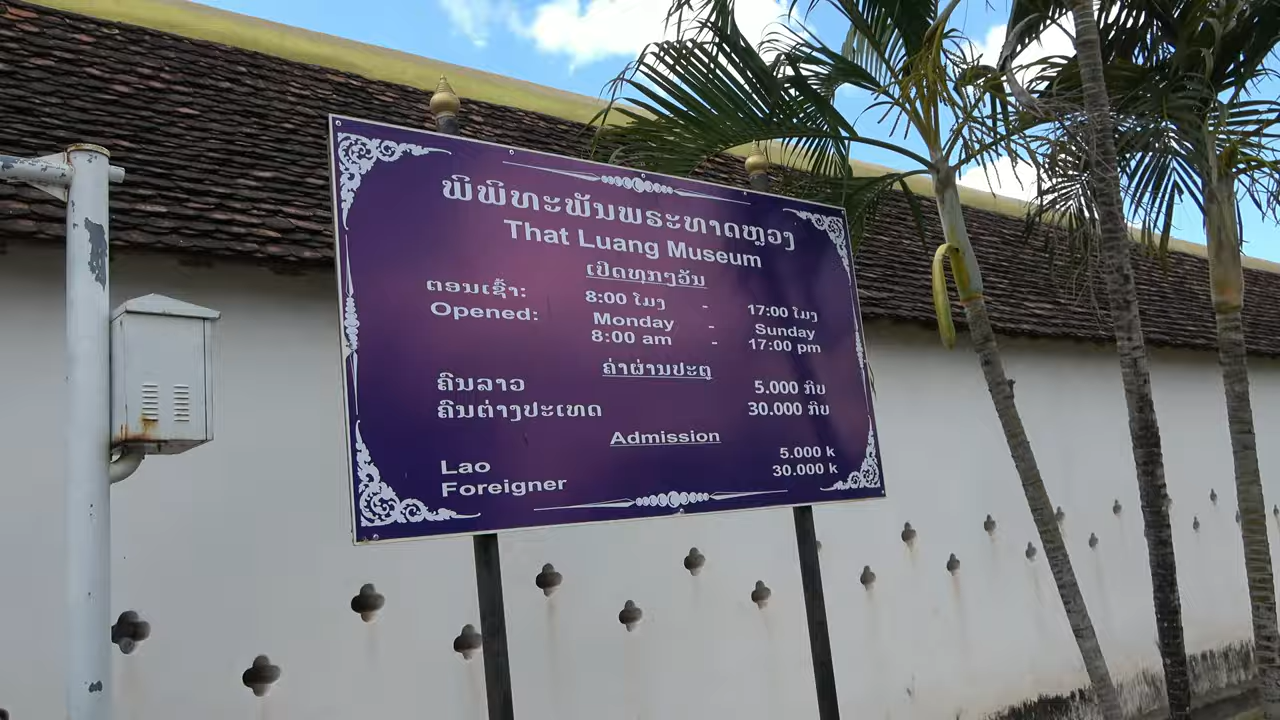 ພິພິທະພັນພຣະທາດຫຼວງ
That Luang Museum
ເປີດທຸກໆວັນ
ຕອນເຊົ້າ: 8:00 ໂມງ - 17:00 ໂມງ
Opened: Monday - Sunday
8:00 am - 17:00 pm
ຄ່າຜ່ານປະຕູ
ຄົນລາວ 5.000 ກີບ
ຄົນຕ່າງປະເທດ 30.000 ກີບ
Admission
Lao 5.000 k
Foreigner 30.000 k